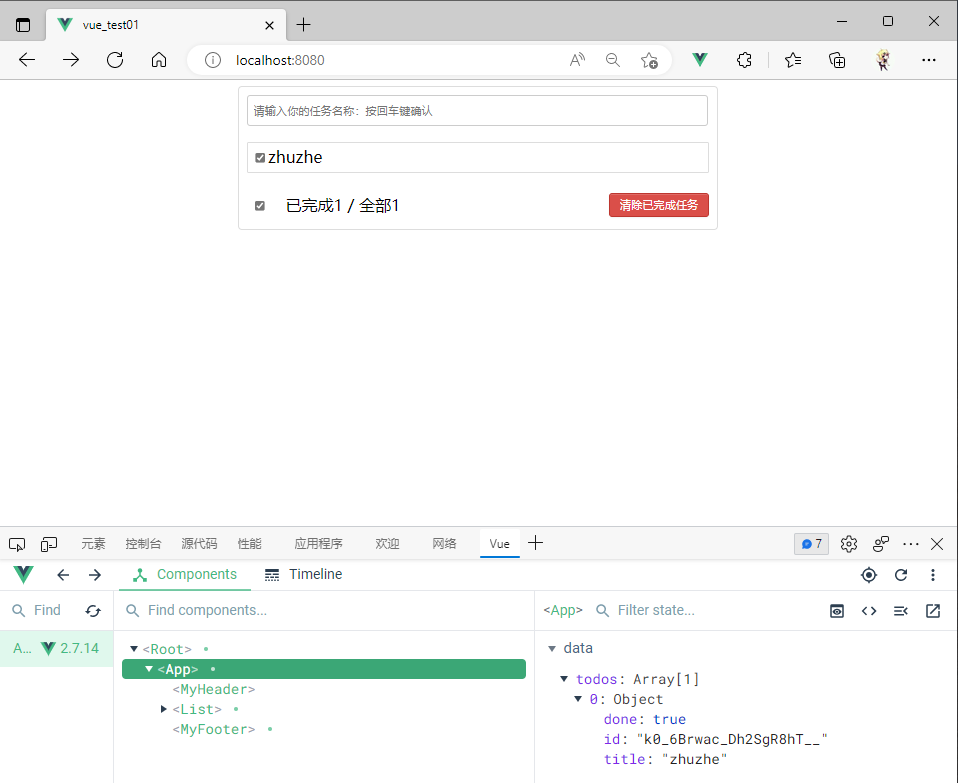 vue_test01
localhost:8080
请输入你的任务名称：按回车键确认
zhuzhe
已完成1 / 全部1
清除已完成任务
元素 控制台 源代码 性能 应用程序 欢迎 网络 Vue 7
Components Timeline
Find Find components... <App> Filter state...
A... 2.7.14
<Root>
<App>
<MyHeader>
<List>
<MyFooter>
data
todos: Array[1]
0: Object
done: true
id: "k0_6Brwac_Dh2SgR8hT__"
title: "zhuzhe"